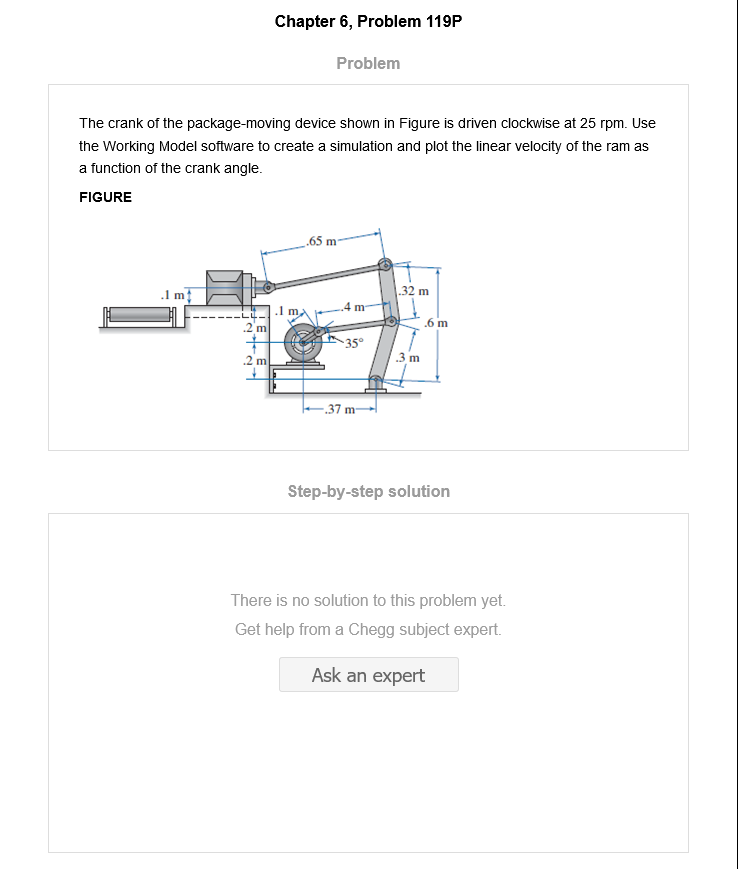 Chapter 6, Problem 119P
Problem
The crank of the package-moving device shown in Figure is driven clockwise at 25 rpm. Use
the Working Model software to create a simulation and plot the linear velocity of the ram as
a function of the crank angle.
FIGURE
.65 m
.1 m
.32 m
.1 m
.4 m
.2 m
.6 m
35°
.2 m
.3 m
.37 m
Step-by-step solution
There is no solution to this problem yet.
Get help from a Chegg subject expert.
Ask an expert